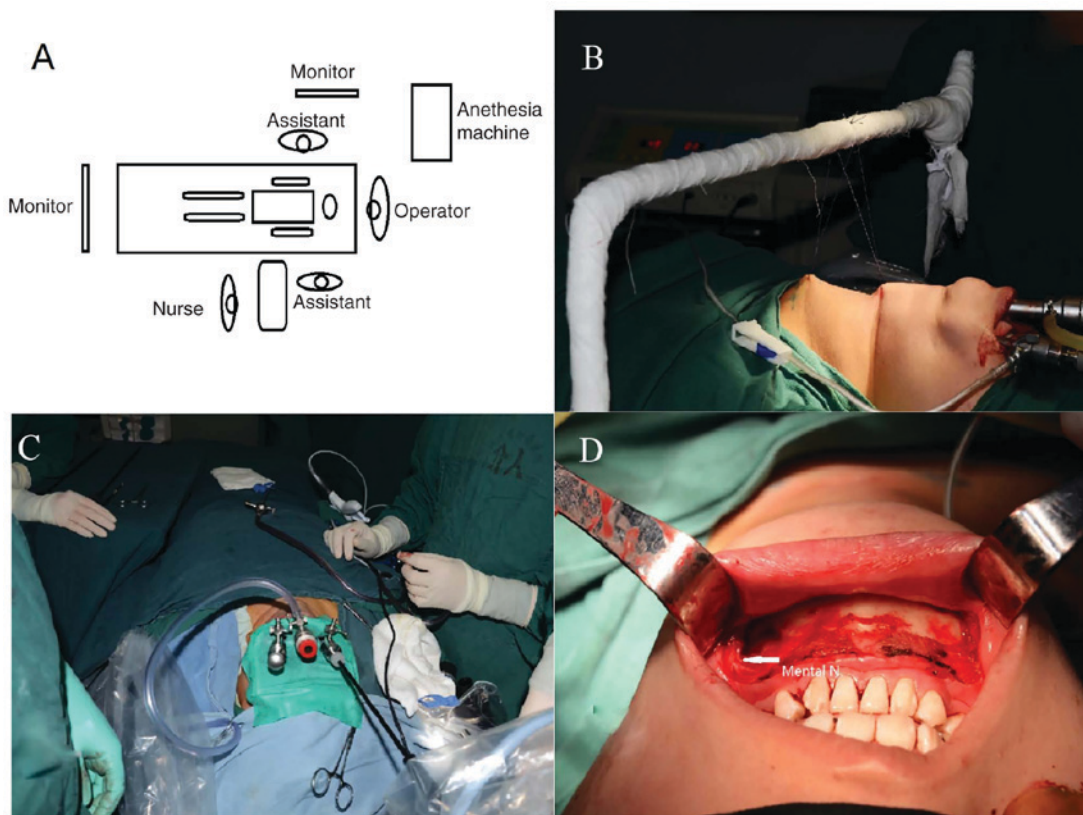 A
Monitor
Assistant
Anethesia
machine
Monitor
Operator
Nurse
Assistant
B
C
D
Mental N.